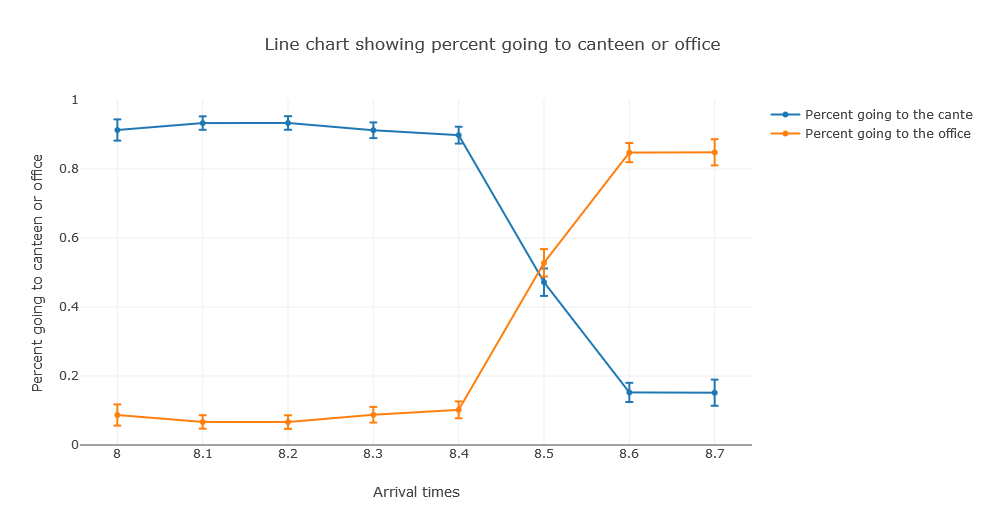 Line chart showing percent going to canteen or office
Percent going to the cante
Percent going to the office
Percent going to canteen or office
1
0.8
0.6
0.4
0.2
0
8 8.1 8.2 8.3 8.4 8.5 8.6 8.7
Arrival times